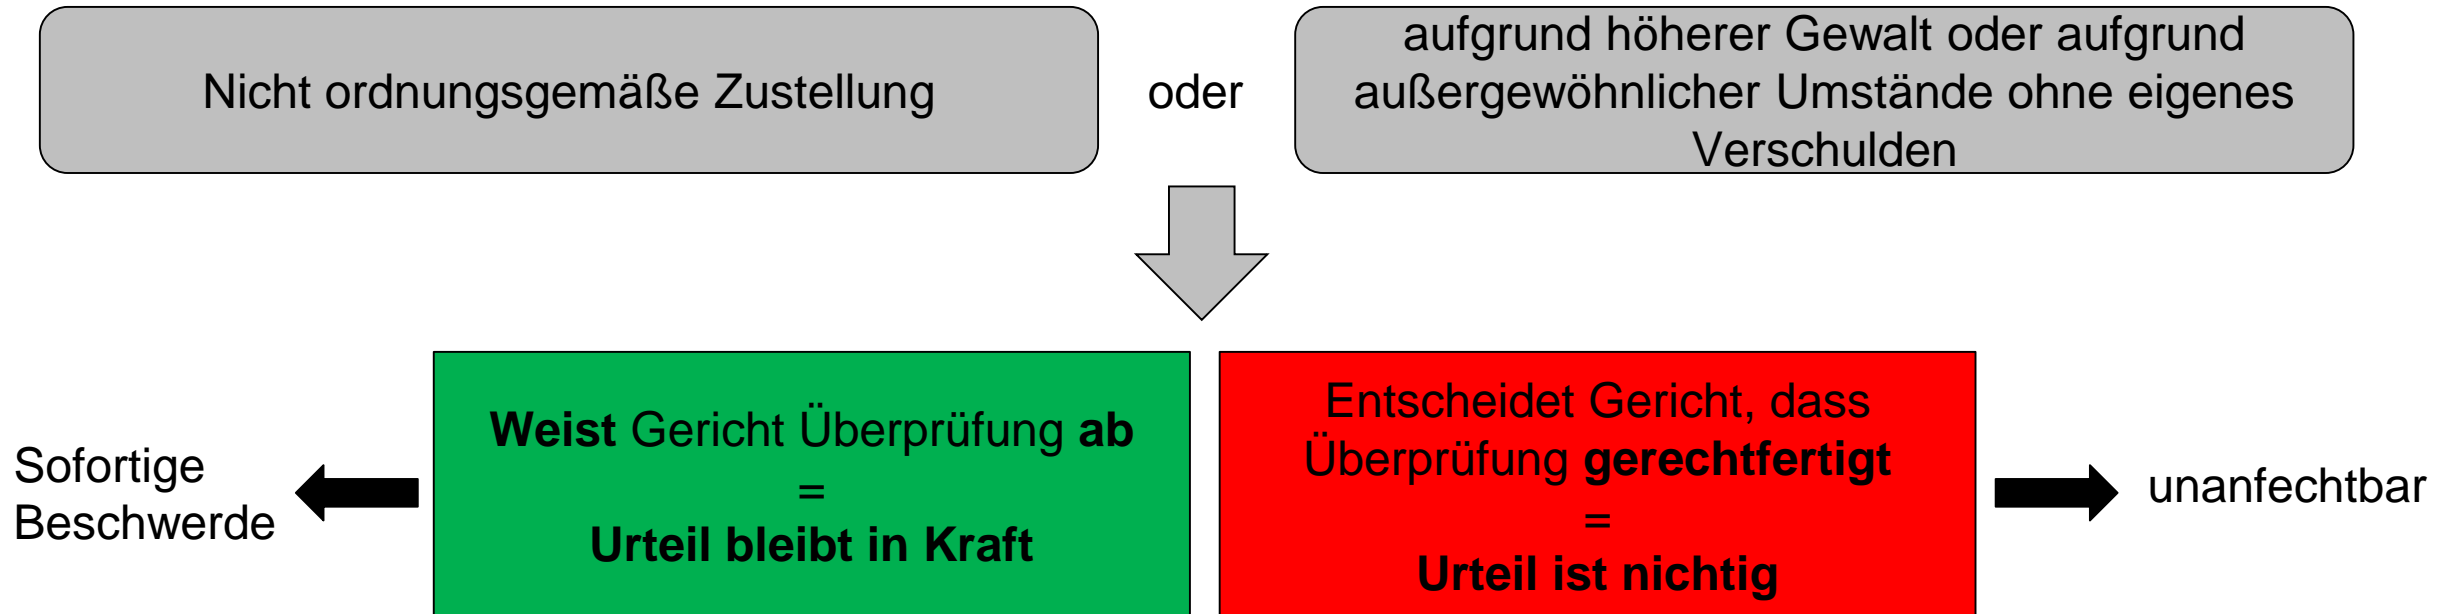 Nicht ordnungsgemäße Zustellung
oder
aufgrund höherer Gewalt oder aufgrund
außergewöhnlicher Umstände ohne eigenes
Verschulden
Sofortige
Beschwerde
Weist Gericht Überprüfung ab
=
Urteil bleibt in Kraft
Entscheidet Gericht, dass
Überprüfung gerechtfertigt
=
Urteil ist nichtig
unanfechtbar